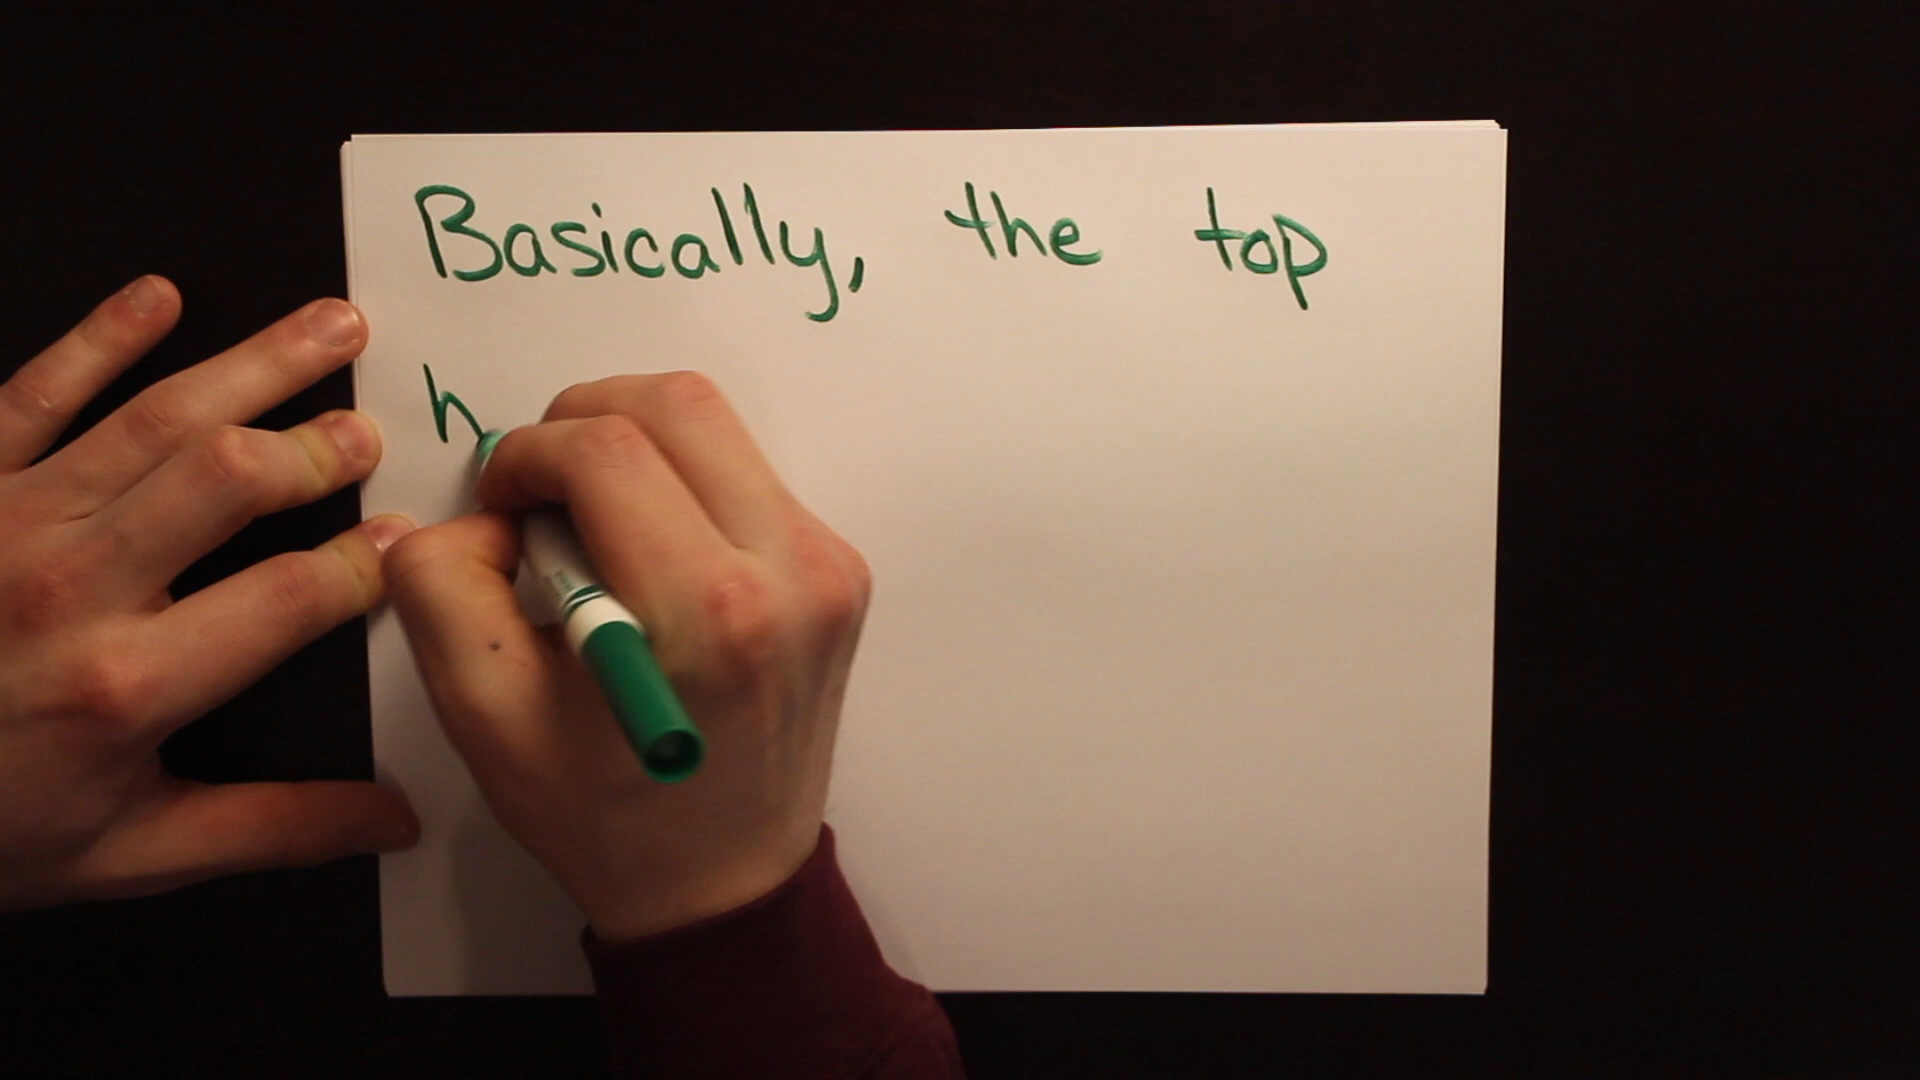 Basically, the top
h